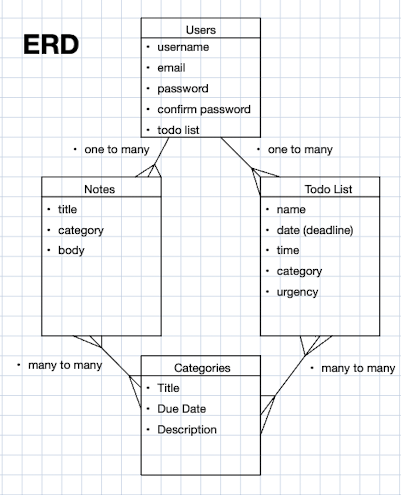 ERD
Users
• username
• email
• password
• confirm password
• todo list
• one to many
• one to many
Notes
• title
• category
• body
Todo List
• name
• date (deadline)
• time
• category
• urgency
• many to many
• many to many
Categories
• Title
• Due Date
• Description